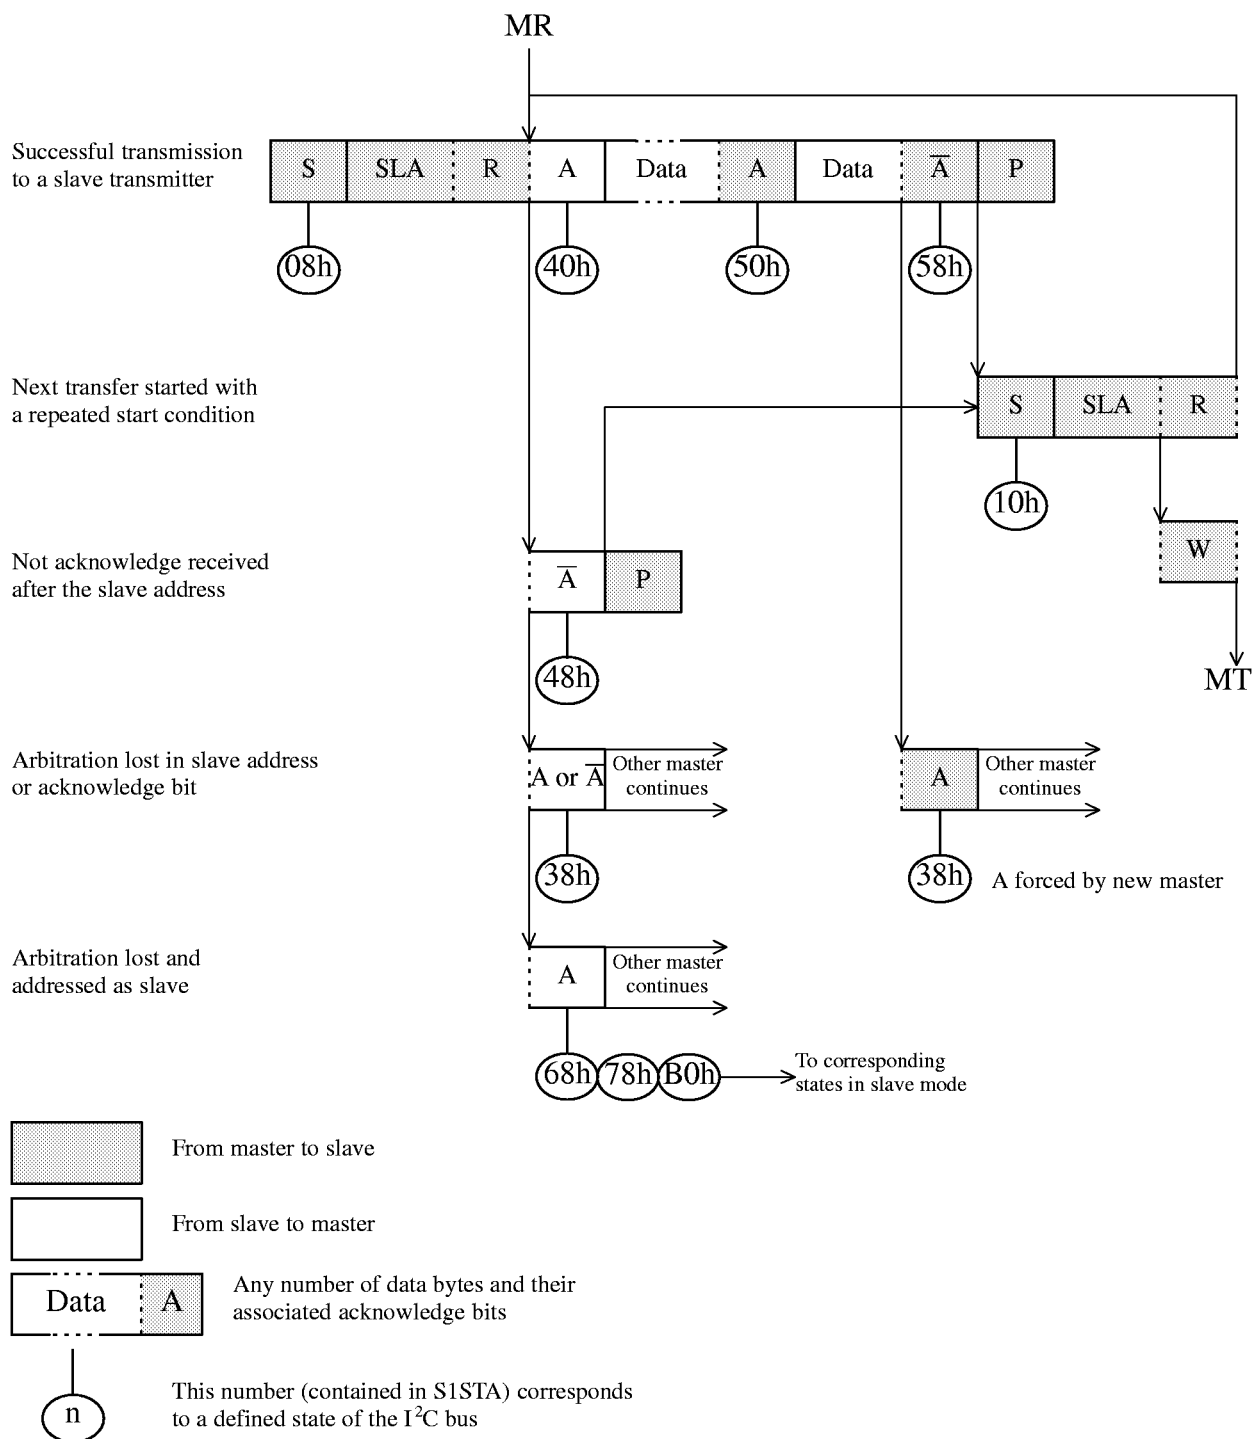 MR
Successful transmission
to a slave transmitter
S SLA R A Data A Data A̅ P
08h 40h 50h 58h
Next transfer started with
a repeated start condition
S SLA R
10h
Not acknowledge received
after the slave address
A̅ P
W
48h
MT
Arbitration lost in slave address
or acknowledge bit
A or A̅
Other master
continues
A
Other master
continues
38h
38h
A forced by new master
Arbitration lost and
addressed as slave
A
Other master
continues
68h 78h B0h
To corresponding
states in slave mode
From master to slave
From slave to master
Data A
Any number of data bytes and their
associated acknowledge bits
n
This number (contained in S1STA) corresponds
to a defined state of the I²C bus